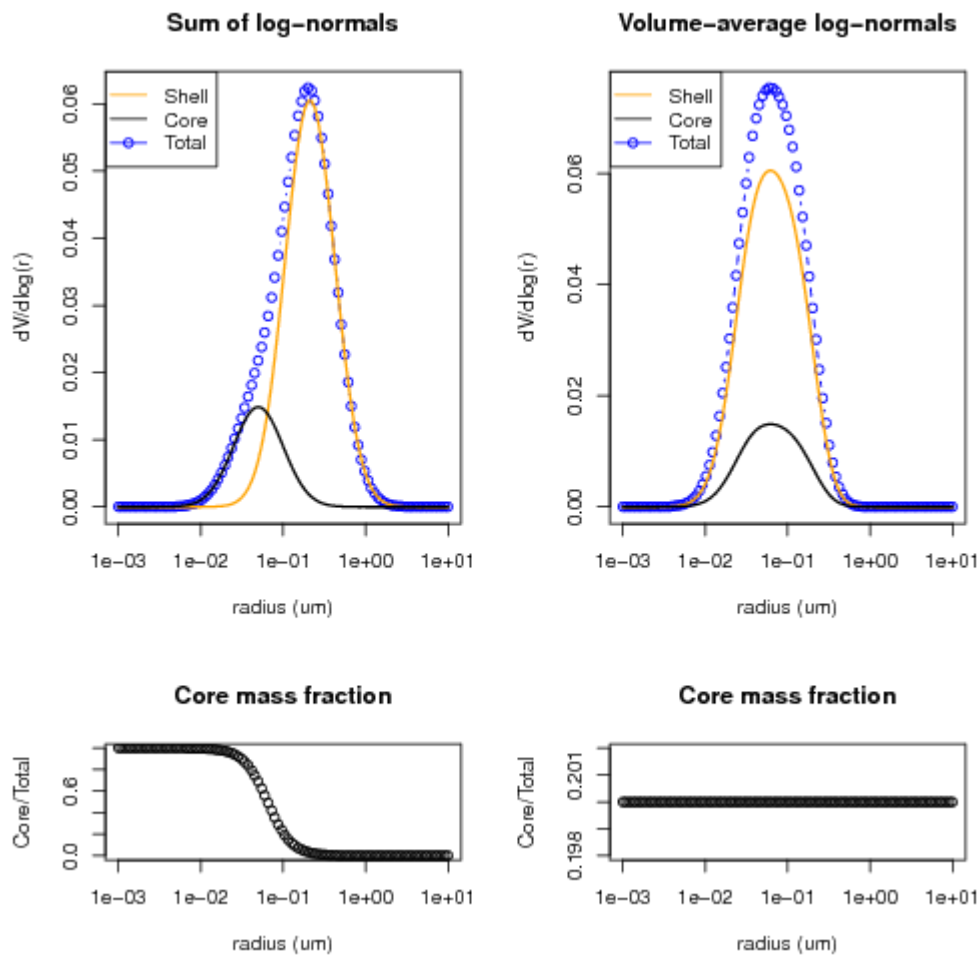 Sum of log-normals
Shell
Core
Total
dV/dlog(r)
0.00
0.01
0.02
0.03
0.04
0.05
0.06
1e-03
1e-02
1e-01
1e+00
1e+01
radius (um)
Volume-average log-normals
Shell
Core
Total
dV/dlog(r)
0.00
0.02
0.04
0.06
1e-03
1e-02
1e-01
1e+00
1e+01
radius (um)
Core mass fraction
Core/Total
0.0
0.6
1e-03
1e-02
1e-01
1e+00
1e+01
radius (um)
Core mass fraction
Core/Total
0.198
0.201
1e-03
1e-02
1e-01
1e+00
1e+01
radius (um)